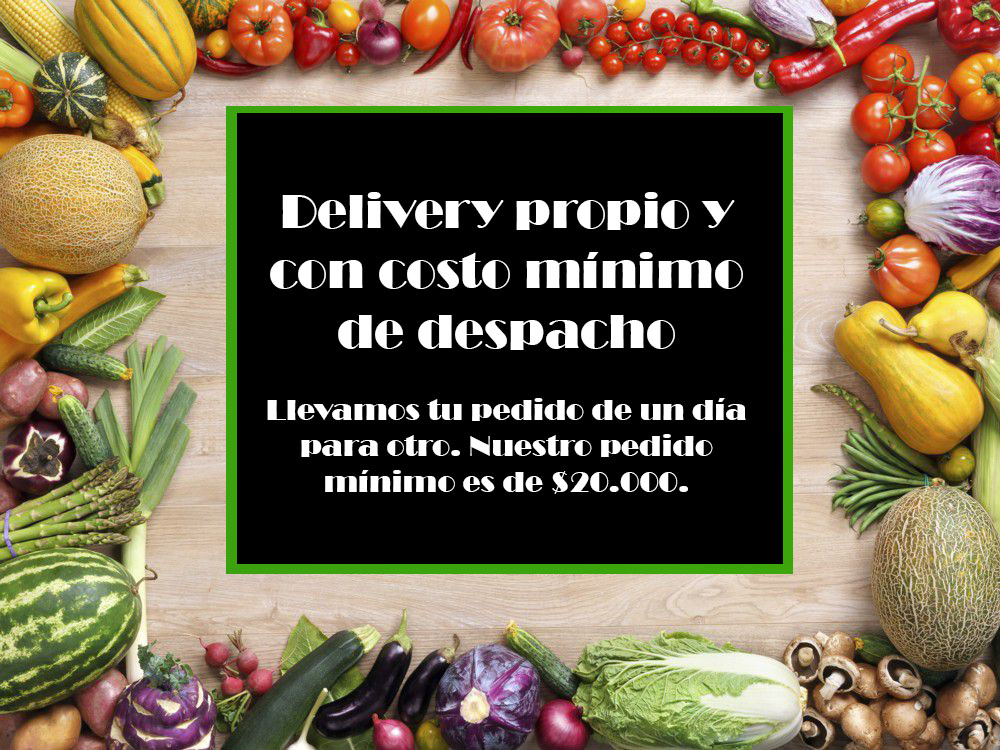 Delivery propio y
con costo mínimo
de despacho
Llevamos tu pedido de un día
para otro. Nuestro pedido
mínimo es de $20.000.